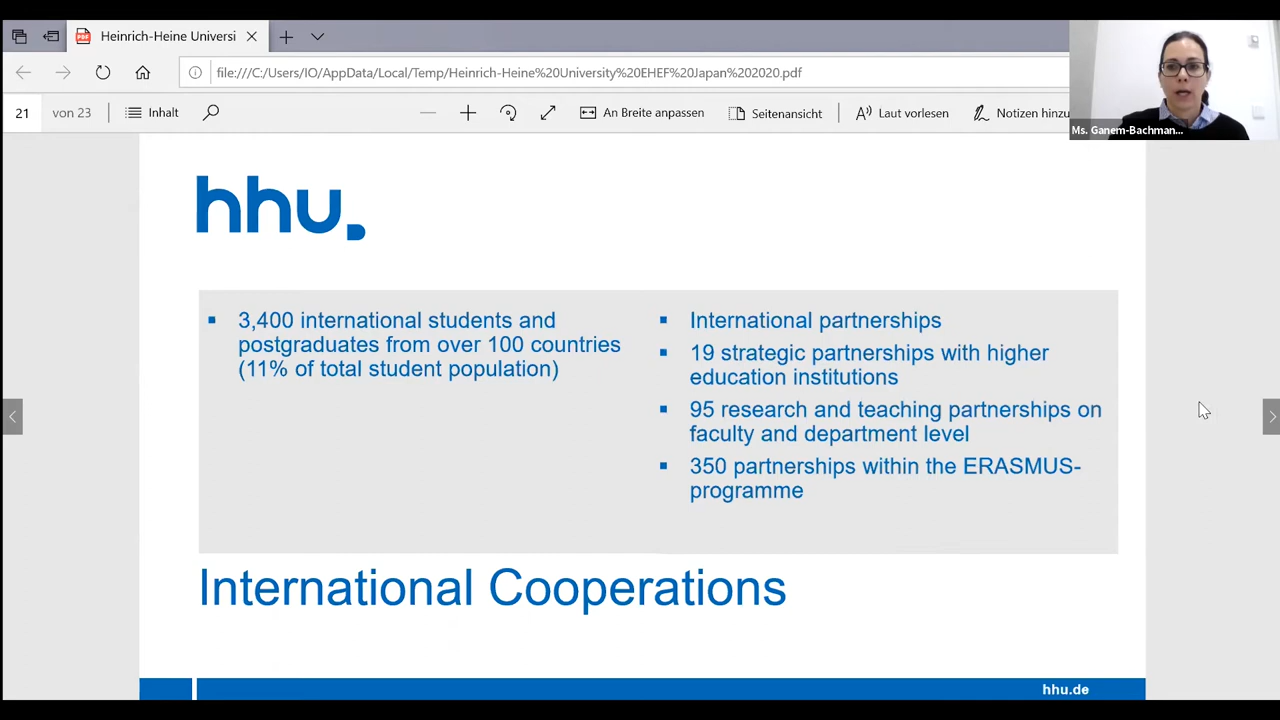 Heinrich-Heine Universi
file:///C:/Users/IO/AppData/Local/Temp/Heinrich-Heine%20University%20EHEF%20Japan%202020.pdf
21 von 23 Inhalt An Breite anpassen Seitenansicht Laut vorlesen Notizen hinzu
Ms. Ganem-Bachman...
hhu.
3,400 international students and
postgraduates from over 100 countries
(11% of total student population)
International partnerships
19 strategic partnerships with higher
education institutions
95 research and teaching partnerships on
faculty and department level
350 partnerships within the ERASMUS-
programme
International Cooperations
hhu.de